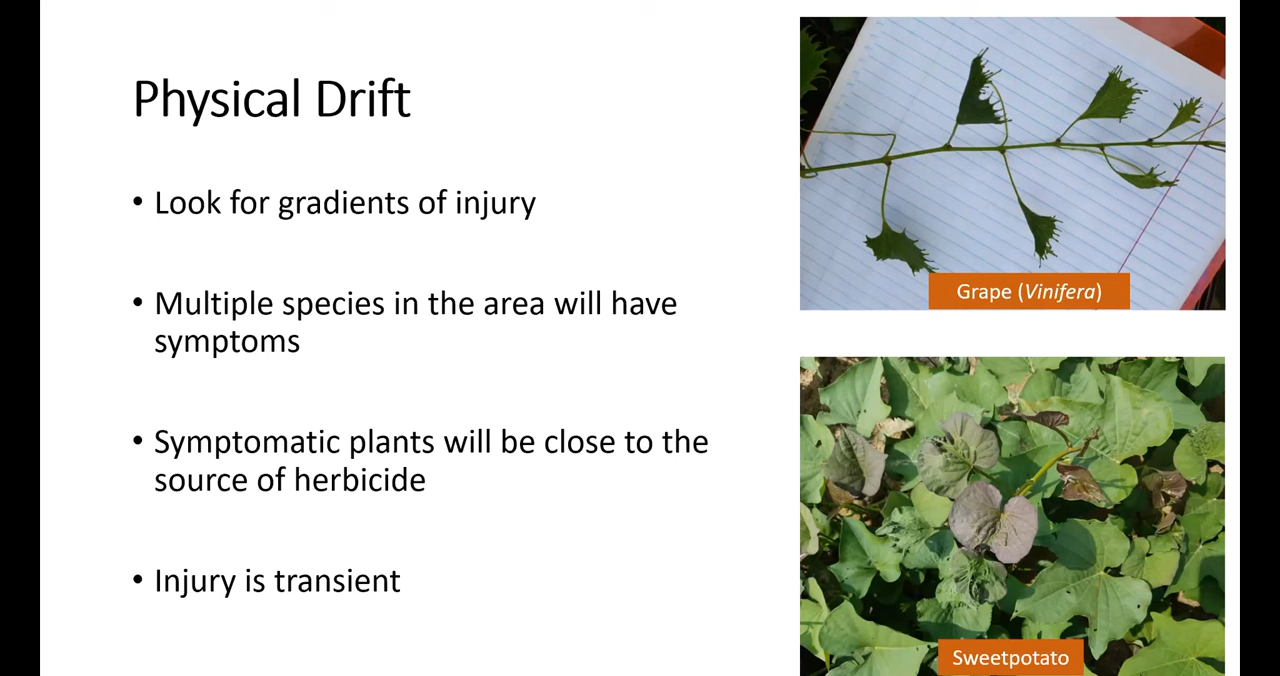 Physical Drift
• Look for gradients of injury
• Multiple species in the area will have
symptoms
• Symptomatic plants will be close to the
source of herbicide
• Injury is transient
Grape (Vinifera)
Sweetpotato